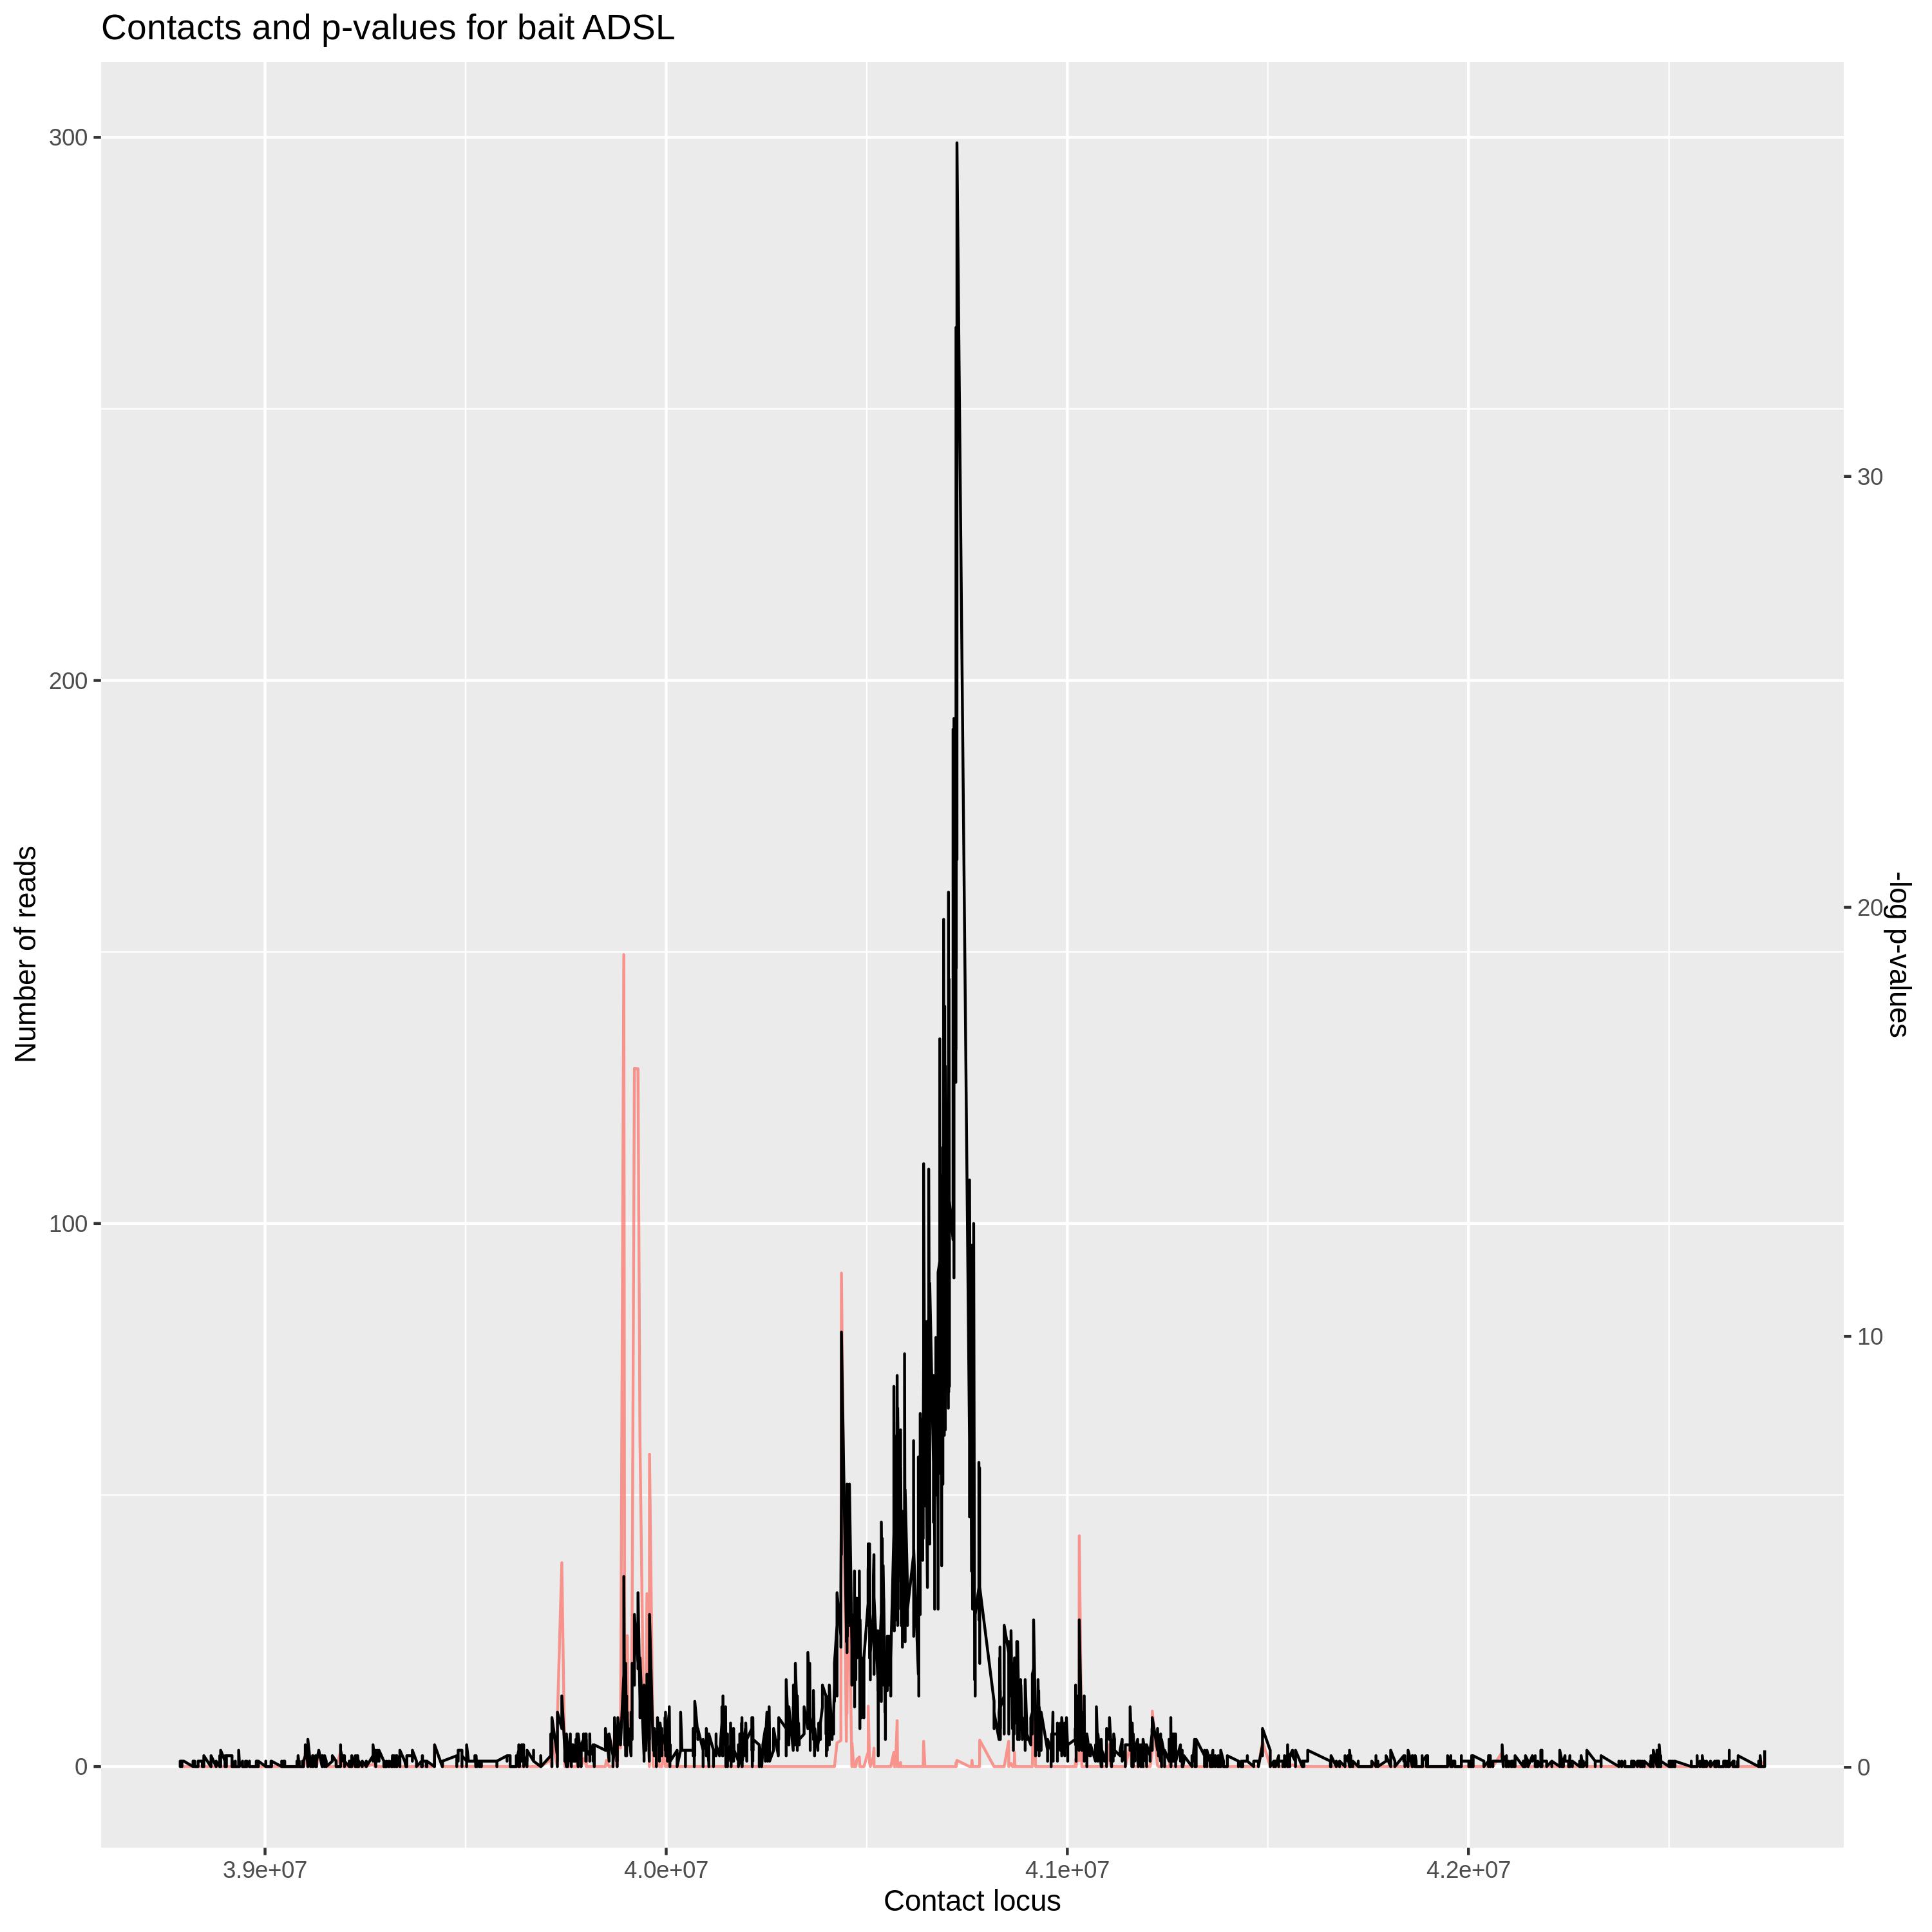 Contacts and p-values for bait ADSL
300
200
100
0
Number of reads
30
20
10
0
-log p-values
3.9e+07
4.0e+07
4.1e+07
4.2e+07
Contact locus